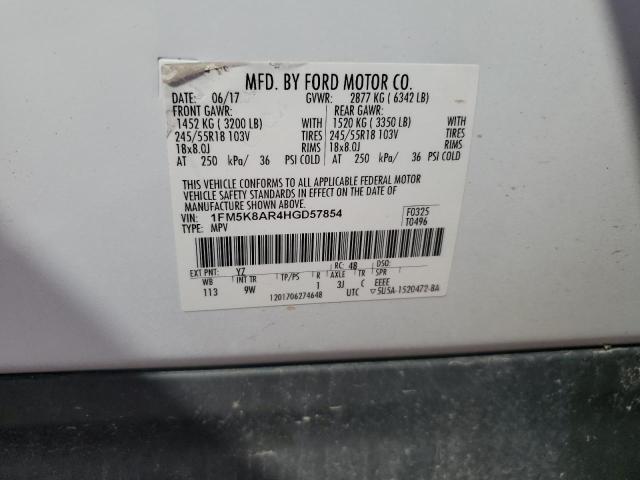 MFD. BY FORD MOTOR CO.
DATE: 06/17 GVWR: 2877 KG ( 6342 LB)
FRONT GAWR: REAR GAWR:
1452 KG ( 3200 LB) WITH 1520 KG ( 3350 LB) WITH
245/55R18 103V TIRES 245/55R18 103V TIRES
18x8.0J RIMS 18x8.0J RIMS
AT 250 kPa/ 36 PSI COLD AT 250 kPa/ 36 PSI COLD
THIS VEHICLE CONFORMS TO ALL APPLICABLE FEDERAL MOTOR
VEHICLE SAFETY STANDARDS IN EFFECT ON THE DATE OF
MANUFACTURE SHOWN ABOVE.
VIN: 1FM5K8AR4HGD57854 F0325
TYPE: MPV T0496
EXT PNT: YZ RC: 48 DSO:
WB INT TR TP/PS R AXLE TR SPR
113 9W 1 3J C EEEE
1201706274648 UTC ▽5U5A-1520472-BA